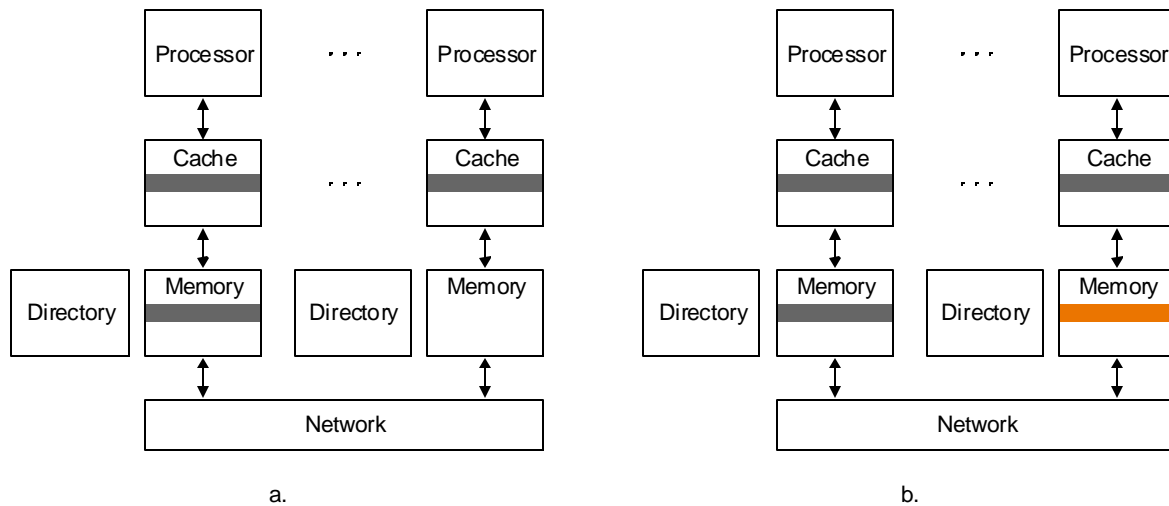 Processor
. . .
Processor
Processor
. . .
Processor
Cache
. . .
Cache
Cache
. . .
Cache
Directory
Memory
Directory
Memory
Directory
Memory
Directory
Memory
Network
Network
a.
b.